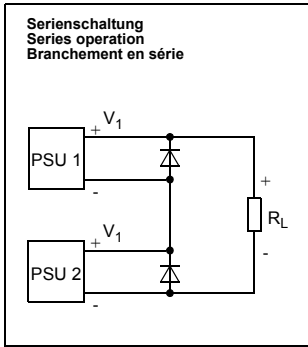 Serienschaltung
Series operation
Branchement en série
+ V1
PSU 1
-
+
RL
-
+ V1
PSU 2
-